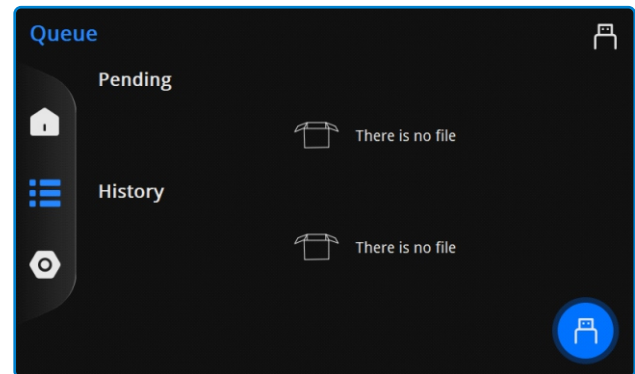 Queue
Pending
There is no file
History
There is no file